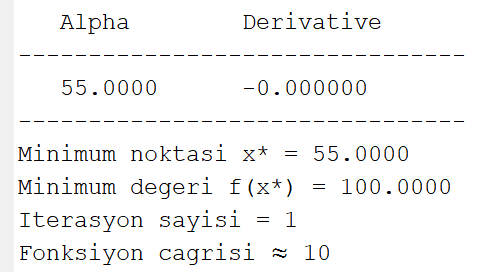 Alpha Derivative
--------------------------------
55.0000 -0.000000
--------------------------------
Minimum noktasi x* = 55.0000
Minimum degeri f(x*) = 100.0000
Iterasyon sayisi = 1
Fonksiyon cagrisi ≈ 10